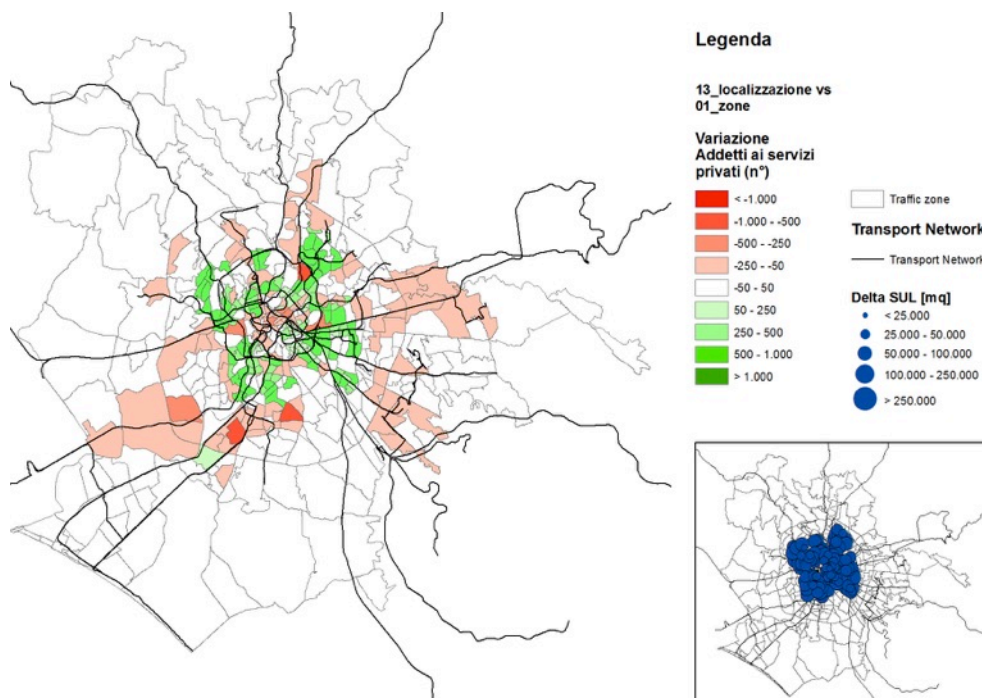 Legenda
13_localizzazione vs
01_zone
Variazione
Addetti ai servizi
privati (n°)
< -1.000
-1.000 - -500
-500 - -250
-250 - -50
-50 - 50
50 - 250
250 - 500
500 - 1.000
> 1.000
Traffic zone
Transport Network
Transport Network
Delta SUL [mq]
< 25.000
25.000 - 50.000
50.000 - 100.000
100.000 - 250.000
> 250.000